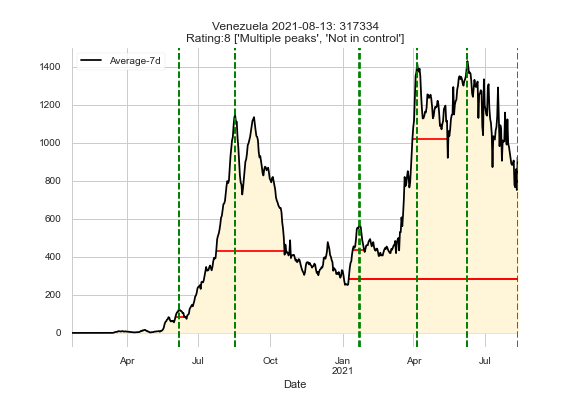 Venezuela 2021-08-13: 317334
Rating:8 ['Multiple peaks', 'Not in control']
Average-7d
1400
1200
1000
800
600
400
200
0
Apr
Jul
Oct
Jan
2021
Apr
Jul
Date